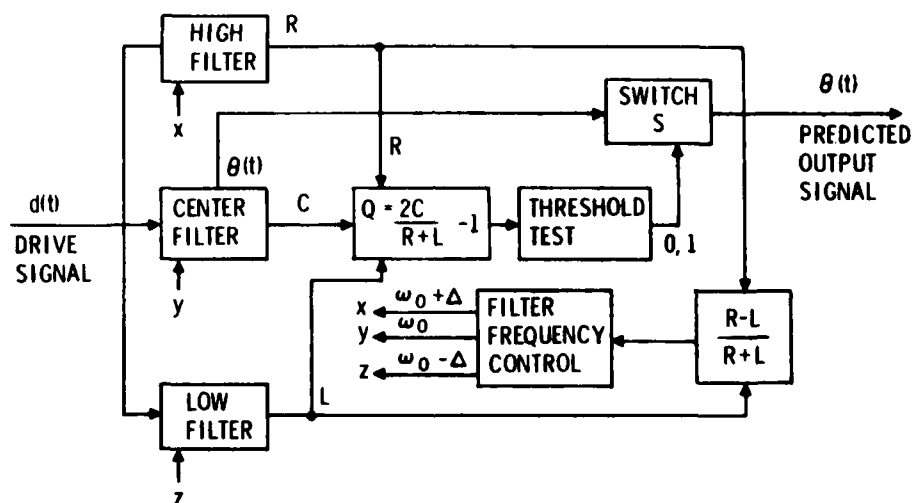 HIGH
FILTER
R
x
θ(t)
SWITCH
S
θ(t)
PREDICTED
OUTPUT
SIGNAL
R
d(t)
DRIVE
SIGNAL
CENTER
FILTER
C
y
Q = 2C
R+L
-1
THRESHOLD
TEST
0, 1
x
ω0+Δ
y
ω0
z
ω0-Δ
FILTER
FREQUENCY
CONTROL
R-L
R+L
LOW
FILTER
L
z